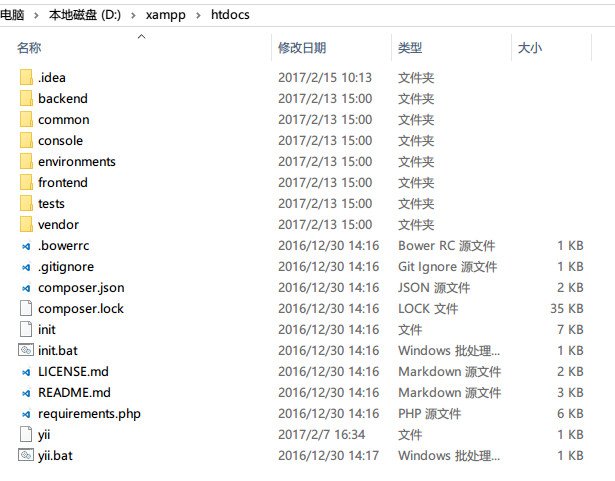 电脑 › 本地磁盘 (D:) › xampp › htdocs
名称 修改日期 类型 大小
.idea 2017/2/15 10:13 文件夹
backend 2017/2/13 15:00 文件夹
common 2017/2/13 15:00 文件夹
console 2017/2/13 15:00 文件夹
environments 2017/2/13 15:00 文件夹
frontend 2017/2/13 15:00 文件夹
tests 2017/2/13 15:00 文件夹
vendor 2017/2/13 15:00 文件夹
.bowerrc 2016/12/30 14:16 Bower RC 源文件 1 KB
.gitignore 2016/12/30 14:16 Git Ignore 源文件 1 KB
composer.json 2016/12/30 14:16 JSON 源文件 2 KB
composer.lock 2016/12/30 14:16 LOCK 文件 35 KB
init 2016/12/30 14:16 文件 7 KB
init.bat 2016/12/30 14:16 Windows 批处理... 1 KB
LICENSE.md 2016/12/30 14:16 Markdown 源文件 2 KB
README.md 2016/12/30 14:16 Markdown 源文件 3 KB
requirements.php 2016/12/30 14:16 PHP 源文件 6 KB
yii 2017/2/7 16:34 文件 1 KB
yii.bat 2016/12/30 14:17 Windows 批处理... 1 KB